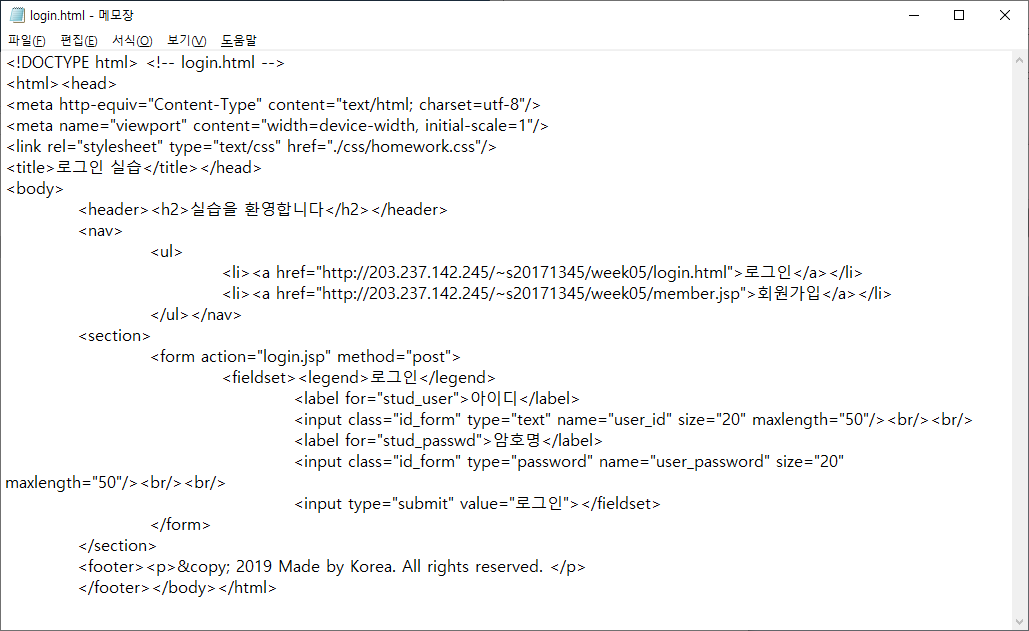 login.html - 메모장
파일(F) 편집(E) 서식(O) 보기(V) 도움말
<!DOCTYPE html> <!-- login.html -->
<html><head>
<meta http-equiv="Content-Type" content="text/html; charset=utf-8"/>
<meta name="viewport" content="width=device-width, initial-scale=1"/>
<link rel="stylesheet" type="text/css" href="./css/homework.css"/>
<title>로그인 실습</title></head>
<body>
<header><h2>실습을 환영합니다</h2></header>
<nav>
<ul>
<li><a href="http://203.237.142.245/~s20171345/week05/login.html">로그인</a></li>
<li><a href="http://203.237.142.245/~s20171345/week05/member.jsp">회원가입</a></li>
</ul></nav>
<section>
<form action="login.jsp" method="post">
<fieldset><legend>로그인</legend>
<label for="stud_user">아이디</label>
<input class="id_form" type="text" name="user_id" size="20" maxlength="50"/><br/><br/>
<label for="stud_passwd">암호명</label>
<input class="id_form" type="password" name="user_password" size="20"
maxlength="50"/><br/><br/>
<input type="submit" value="로그인"></fieldset>
</form>
</section>
<footer><p>&copy; 2019 Made by Korea. All rights reserved. </p>
</footer></body></html>